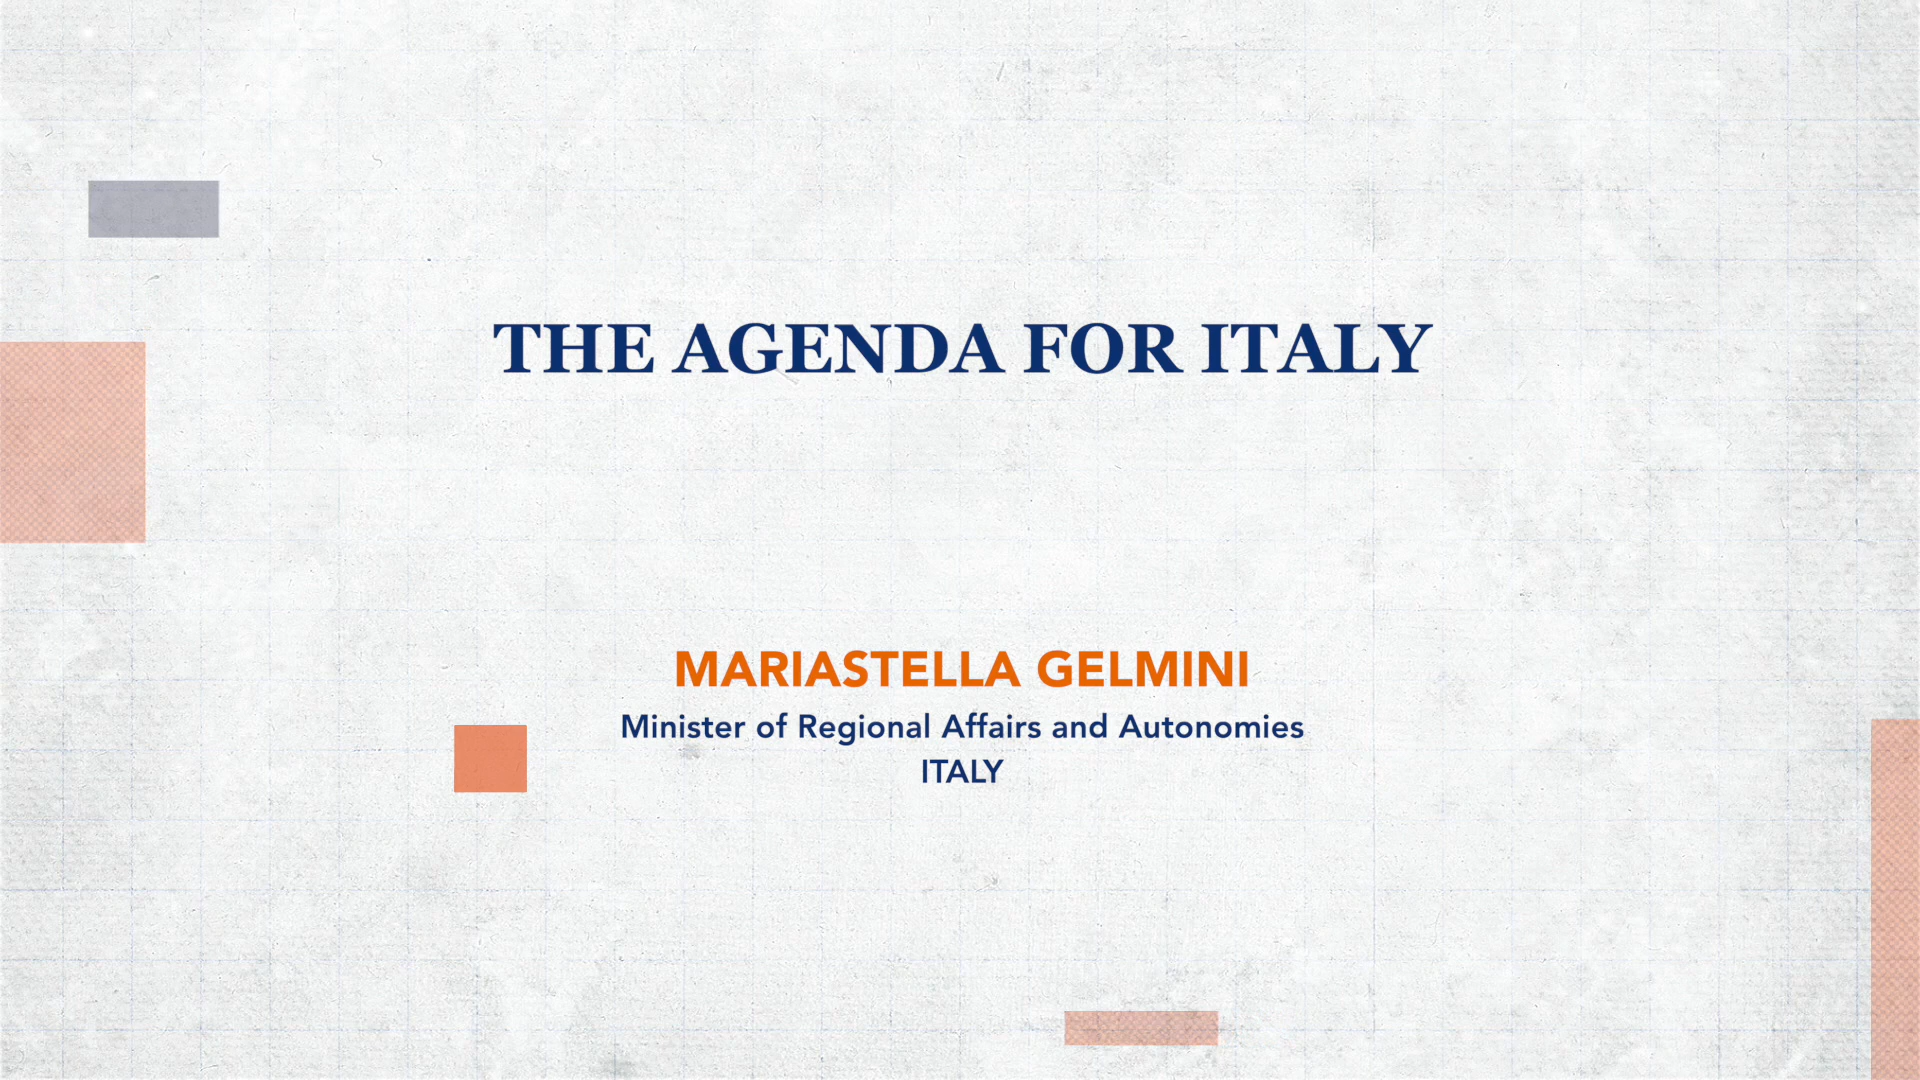 THE AGENDA FOR ITALY
MARIASTELLA GELMINI
Minister of Regional Affairs and Autonomies
ITALY